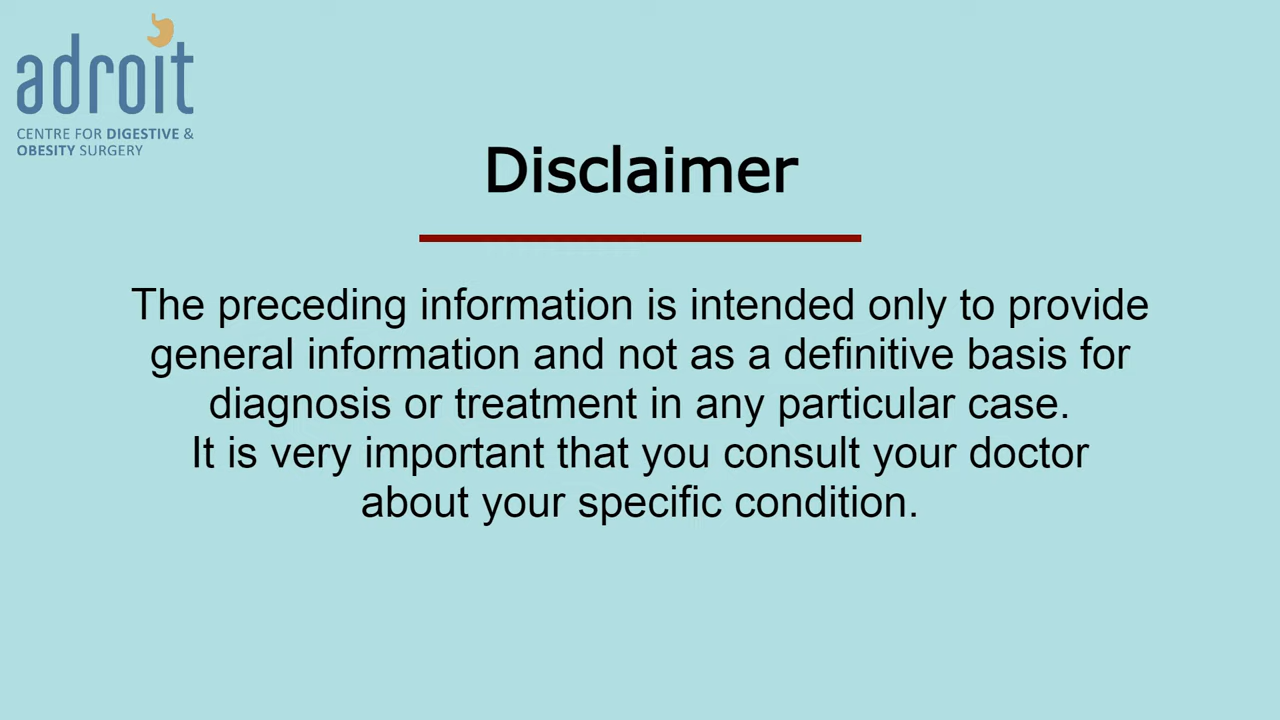 adroit
CENTRE FOR DIGESTIVE &
OBESITY SURGERY
Disclaimer
The preceding information is intended only to provide
general information and not as a definitive basis for
diagnosis or treatment in any particular case.
It is very important that you consult your doctor
about your specific condition.